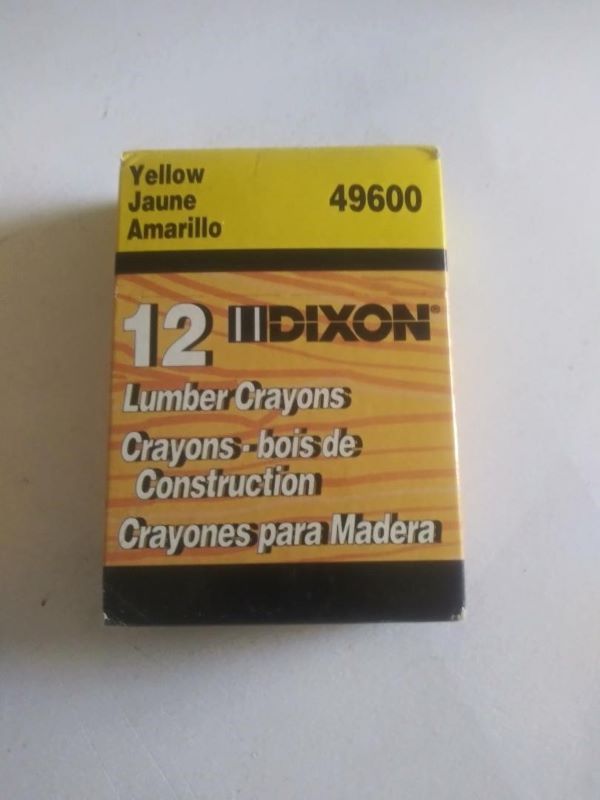 Yellow
Jaune
Amarillo
49600
12 DIXON®
Lumber Crayons
Crayons - bois de
Construction
Crayones para Madera